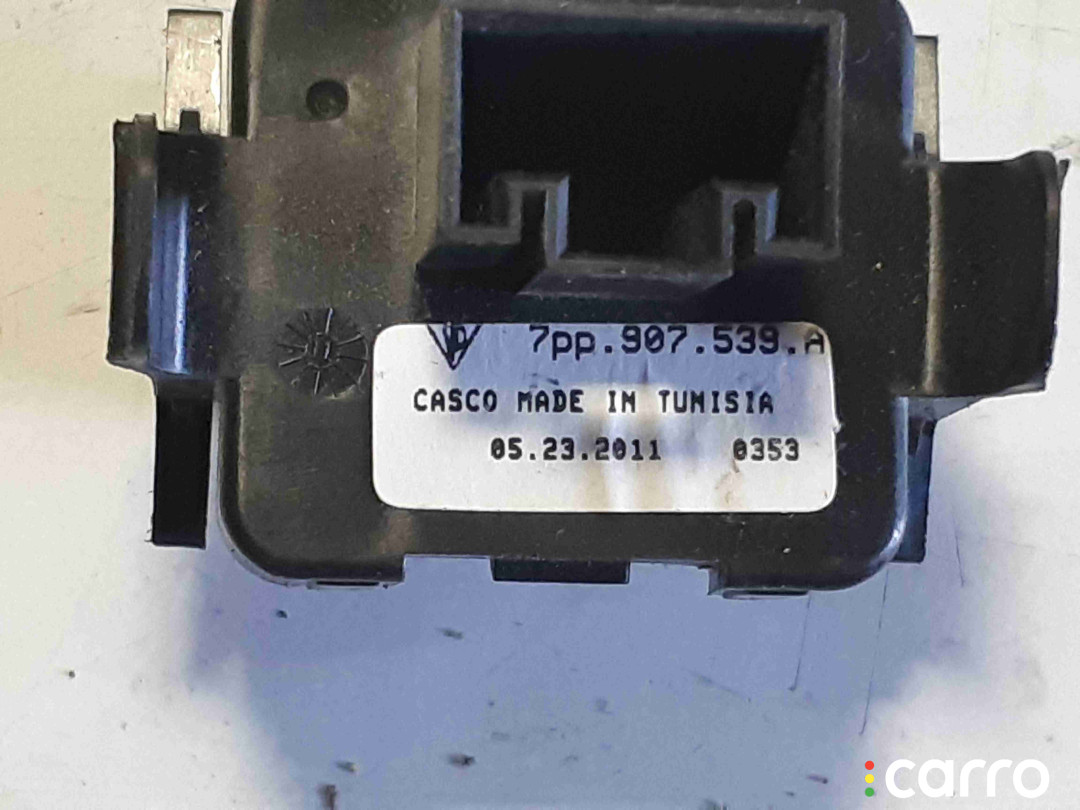 7pp.907.539.A
CASCO MADE IN TUNISIA
05.23.2011 0353
carro